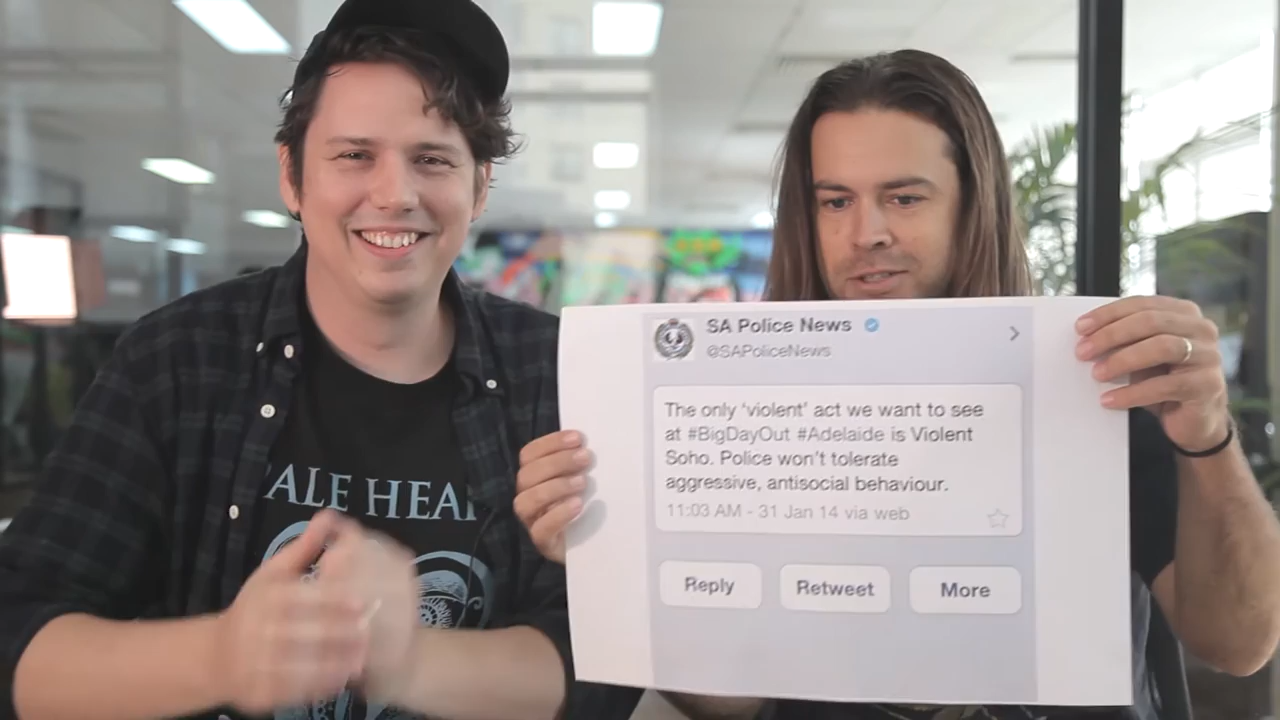 SA Police News
@SAPoliceNews
The only ‘violent’ act we want to see
at #BigDayOut #Adelaide is Violent
Soho. Police won’t tolerate
aggressive, antisocial behaviour.
11:03 AM - 31 Jan 14 via web
Reply Retweet More
PALE HEA